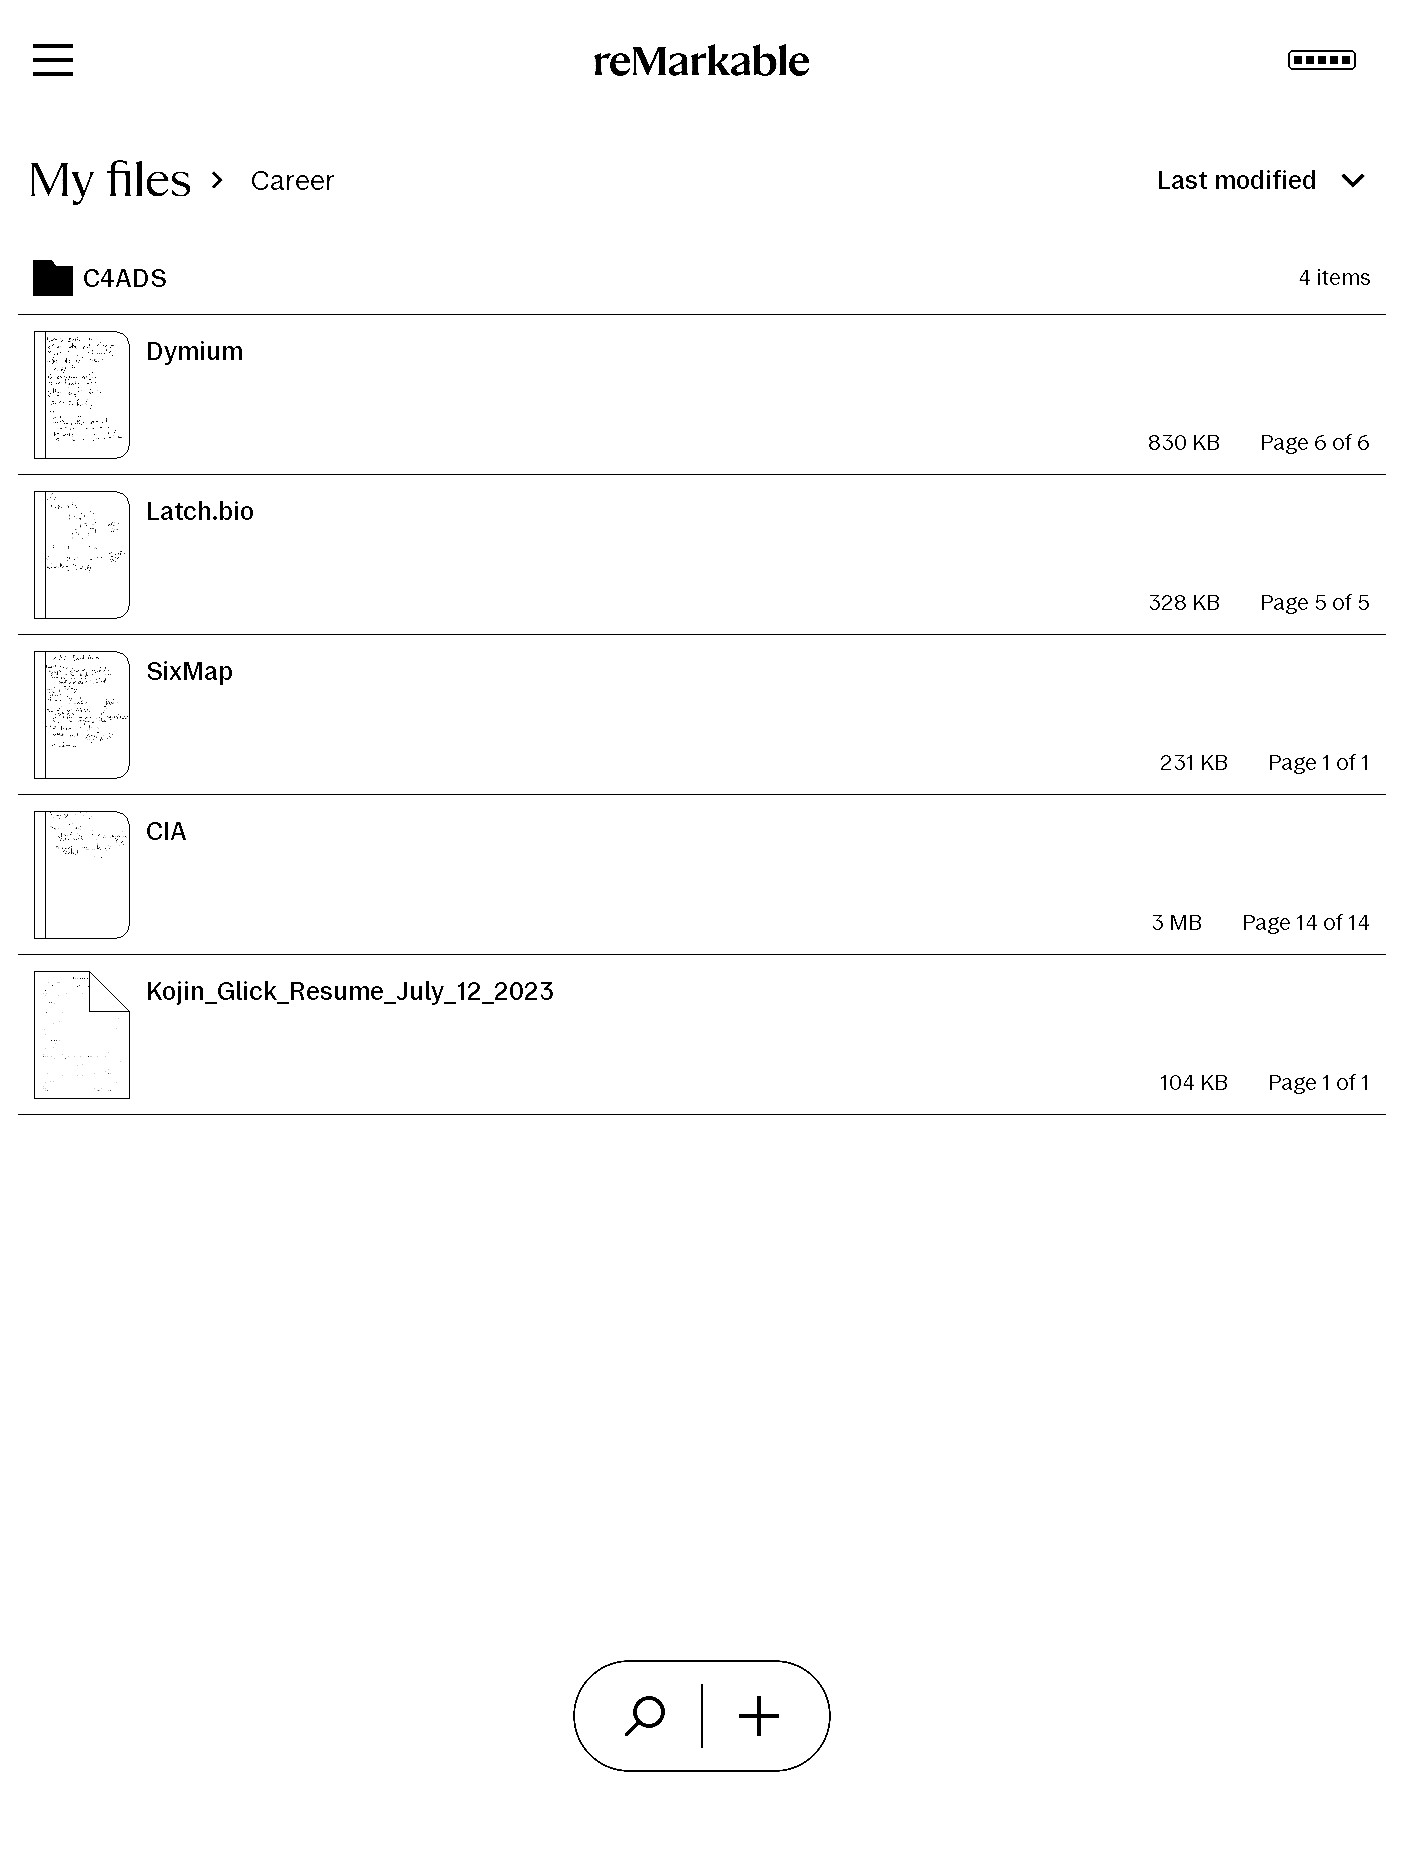 reMarkable
My files > Career
Last modified
C4ADS
4 items
Dymium
830 KB Page 6 of 6
Latch.bio
328 KB Page 5 of 5
SixMap
231 KB Page 1 of 1
CIA
3 MB Page 14 of 14
Kojin_Glick_Resume_July_12_2023
104 KB Page 1 of 1